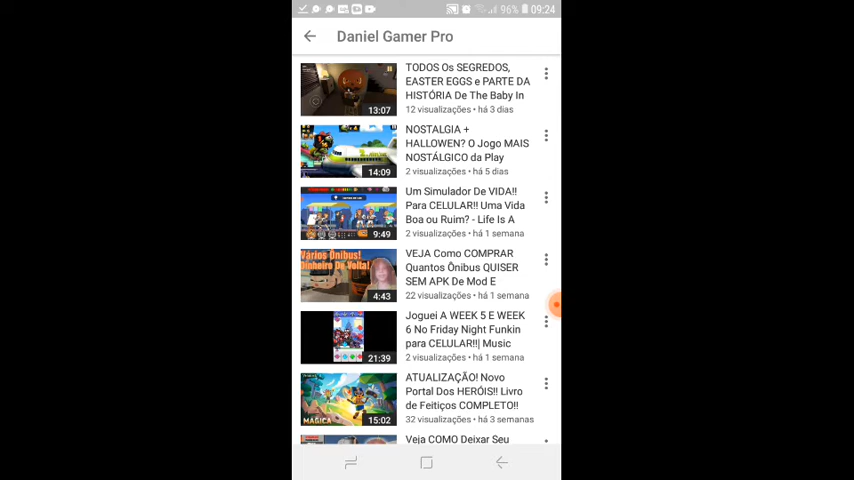 96% 09:24
Daniel Gamer Pro
TODOS Os SEGREDOS,
EASTER EGGS e PARTE DA
HISTÓRIA De The Baby In
12 visualizações • há 3 dias
13:07
NOSTALGIA +
HALLOWEN? O Jogo MAIS
NOSTÁLGICO da Play
2 visualizações • há 5 dias
14:09
Um Simulador De VIDA!!
Para CELULAR!! Uma Vida
Boa ou Ruim? - Life Is A
2 visualizações • há 1 semana
9:49
Vários Ônibus!
Dinheiro De Volta!
VEJA Como COMPRAR
Quantos Ônibus QUISER
SEM APK De Mod E
22 visualizações • há 1 semana
4:43
Joguei A WEEK 5 E WEEK
6 No Friday Night Funkin
para CELULAR!!| Music
2 visualizações • há 1 semana
21:39
ATUALIZAÇÃO! Novo
Portal Dos HERÓIS!! Livro
de Feitiços COMPLETO!!
32 visualizações • há 3 semanas
MÁGICA
15:02
Veja COMO Deixar Seu